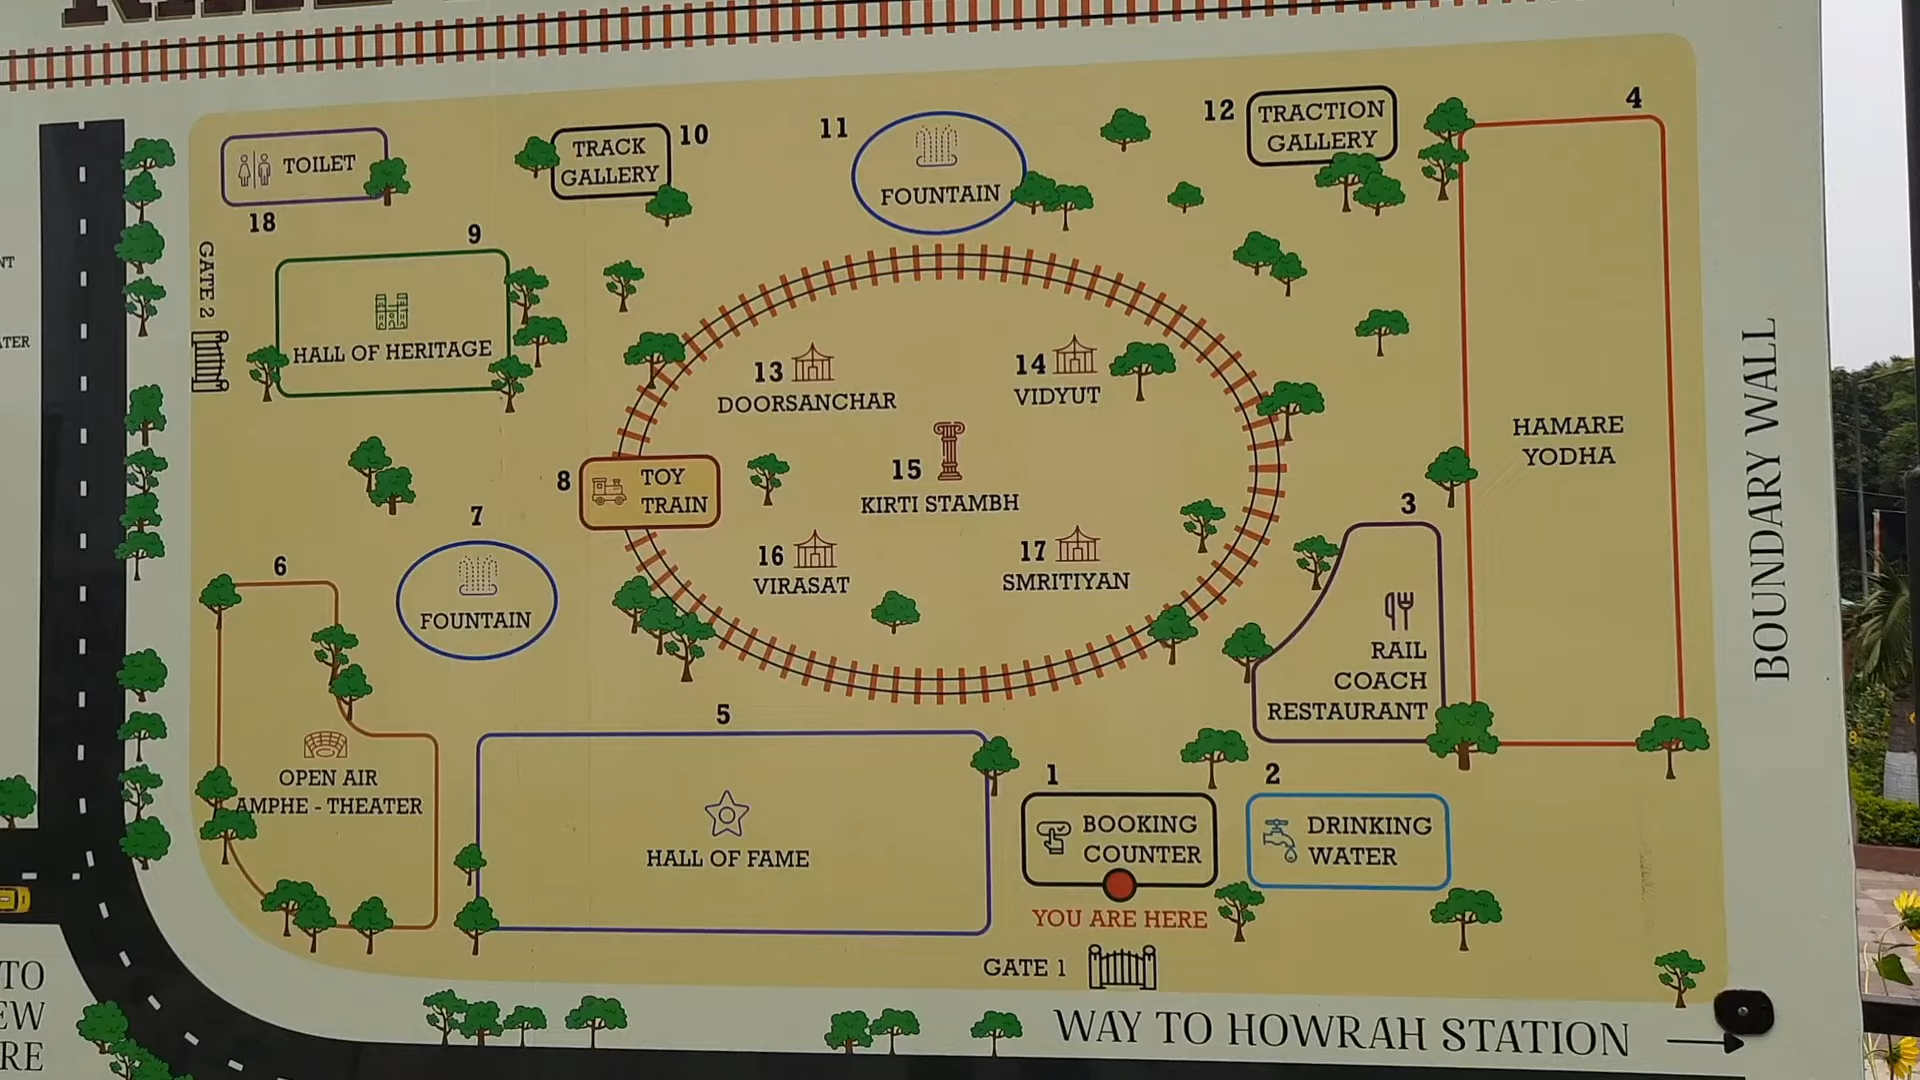 4
12
TRACTION
GALLERY
11
FOUNTAIN
10
TRACK
GALLERY
TOILET
18
9
GATE 2
HALL OF HERITAGE
13
DOORSANCHAR
14
VIDYUT
15
KIRTI STAMBH
8
TOY
TRAIN
16
VIRASAT
17
SMRITIYAN
HAMARE
YODHA
BOUNDARY WALL
3
RAIL
COACH
RESTAURANT
7
FOUNTAIN
6
OPEN AIR
AMPHE - THEATER
5
HALL OF FAME
1
BOOKING
COUNTER
2
DRINKING
WATER
YOU ARE HERE
GATE 1
WAY TO HOWRAH STATION
TO